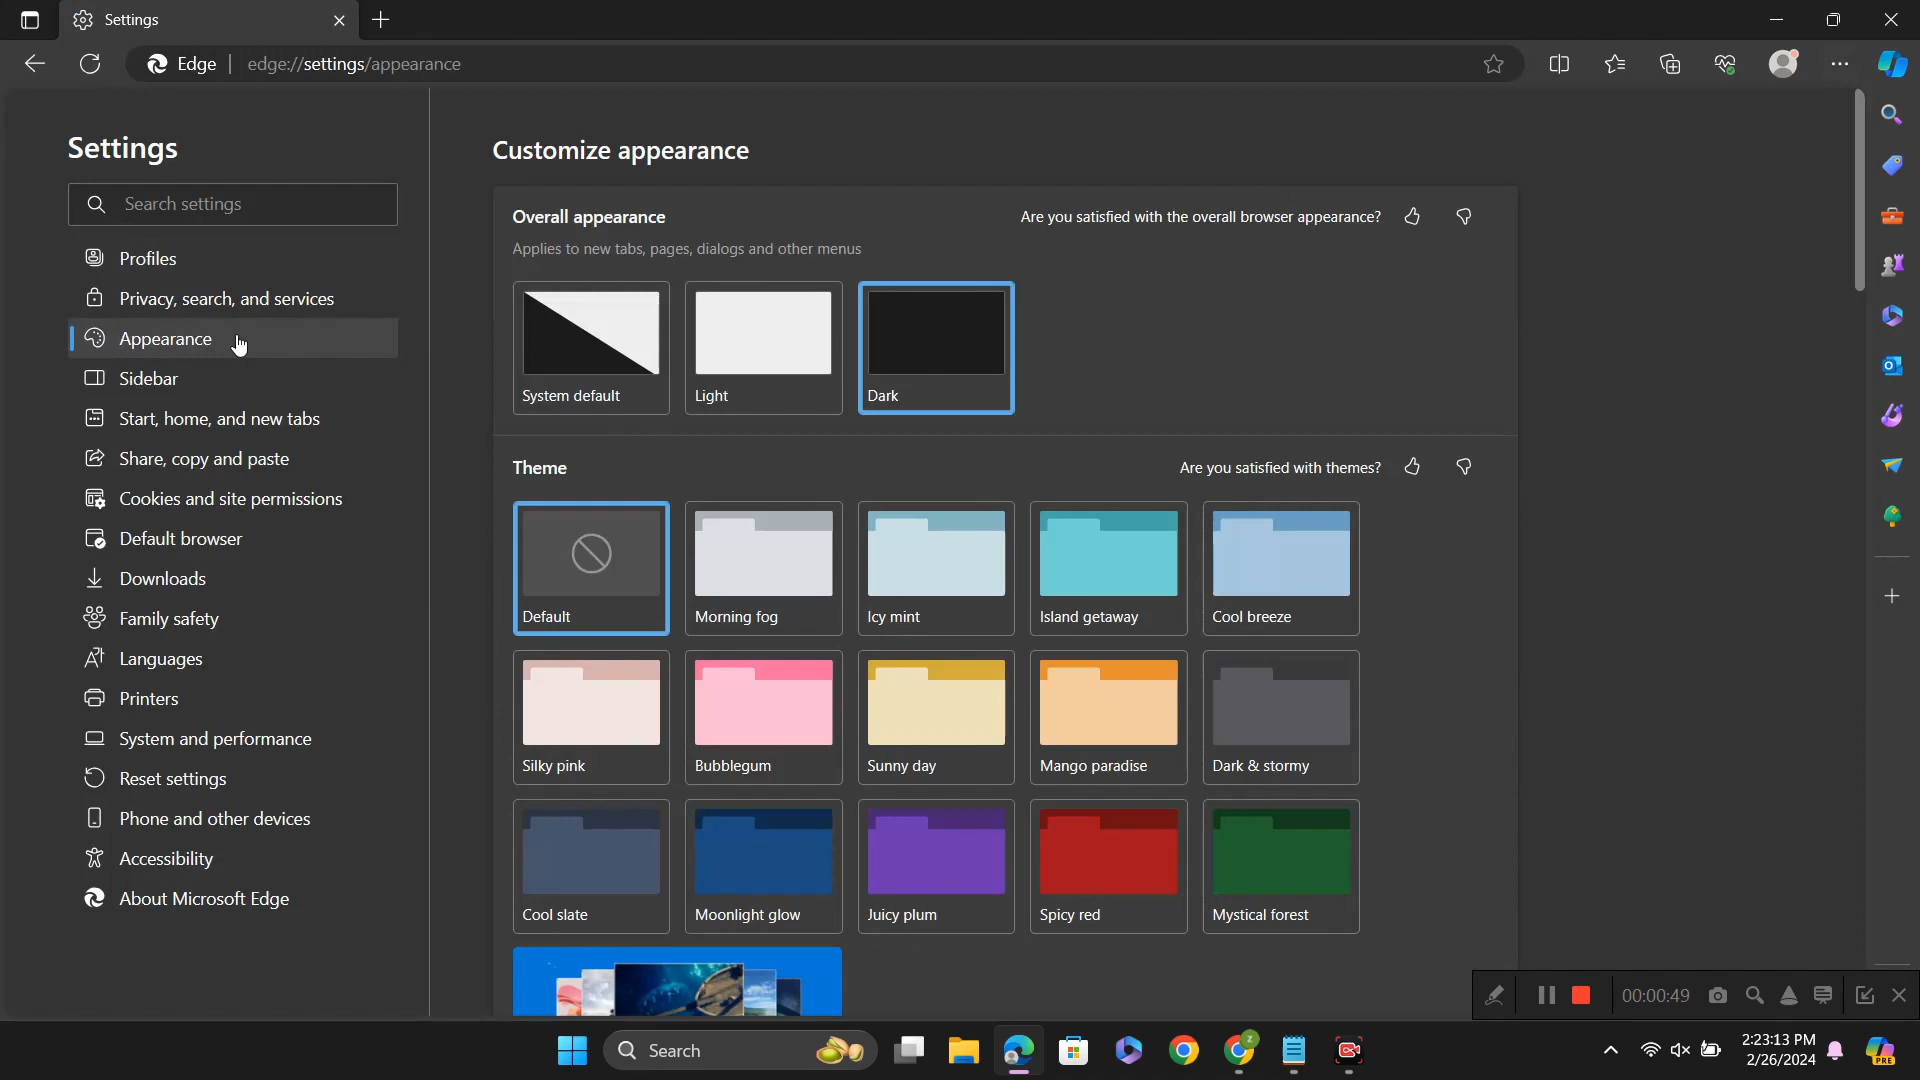 Settings
Edge
edge://settings/appearance
Settings
Search settings
Profiles
Privacy, search, and services
Appearance
Sidebar
Start, home, and new tabs
Share, copy and paste
Cookies and site permissions
Default browser
Downloads
Family safety
Languages
Printers
System and performance
Reset settings
Phone and other devices
Accessibility
About Microsoft Edge
Customize appearance
Overall appearance
Are you satisfied with the overall browser appearance?
Applies to new tabs, pages, dialogs and other menus
System default
Light
Dark
Theme
Are you satisfied with themes?
Default
Morning fog
Icy mint
Island getaway
Cool breeze
Silky pink
Bubblegum
Sunny day
Mango paradise
Dark & stormy
Cool slate
Moonlight glow
Juicy plum
Spicy red
Mystical forest
00:00:49
Search
2:23:13 PM
2/26/2024
PRE